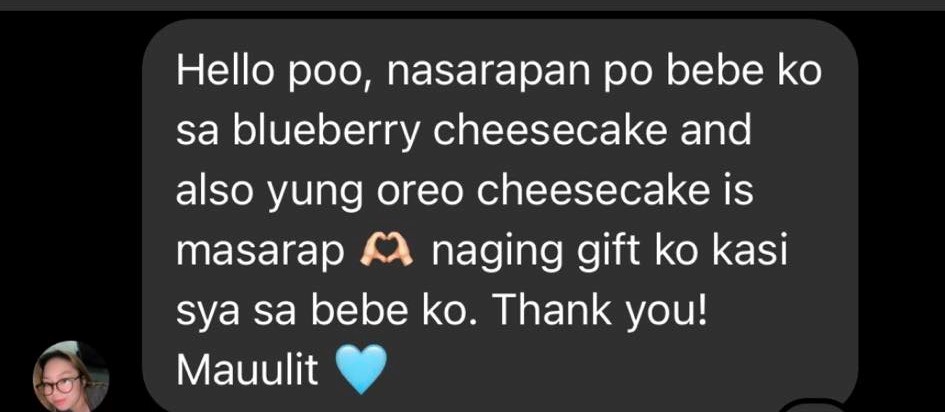 Hello poo, nasarapan po bebe ko
sa blueberry cheesecake and
also yung oreo cheesecake is
masarap 🫶🏻 naging gift ko kasi
sya sa bebe ko. Thank you!
Mauulit 🩵